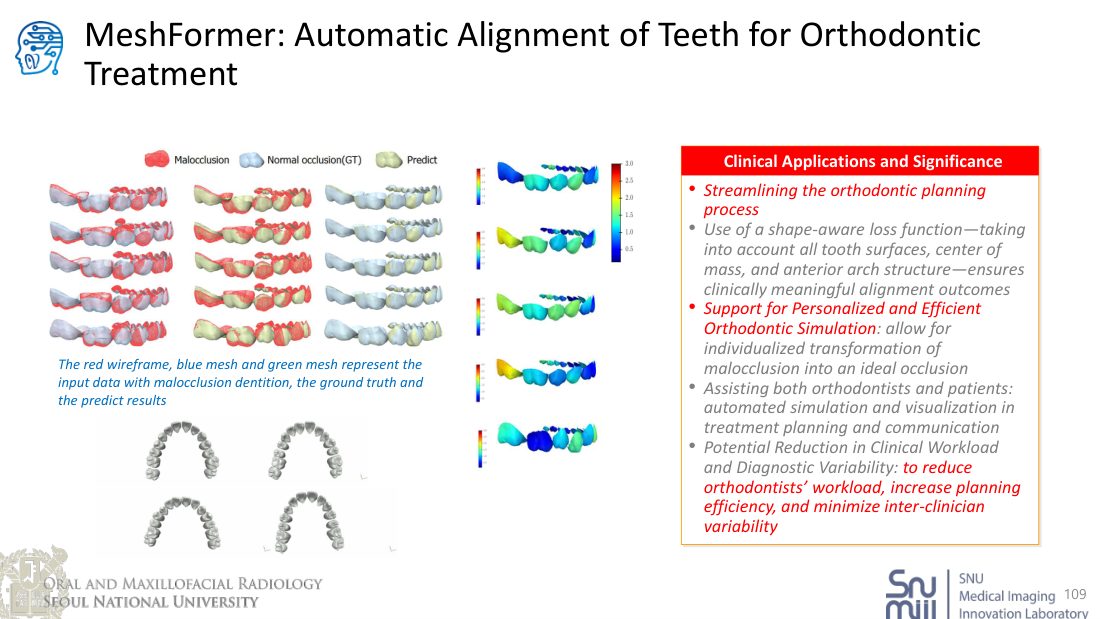 MeshFormer: Automatic Alignment of Teeth for Orthodontic
Treatment
Malocclusion
Normal occlusion(GT)
Predict
3.0
2.5
2.0
1.5
1.0
0.5
The red wireframe, blue mesh and green mesh represent the
input data with malocclusion dentition, the ground truth and
the predict results
Clinical Applications and Significance
• Streamlining the orthodontic planning
process
• Use of a shape-aware loss function—taking
into account all tooth surfaces, center of
mass, and anterior arch structure—ensures
clinically meaningful alignment outcomes
• Support for Personalized and Efficient
Orthodontic Simulation: allow for
individualized transformation of
malocclusion into an ideal occlusion
• Assisting both orthodontists and patients:
automated simulation and visualization in
treatment planning and communication
• Potential Reduction in Clinical Workload
and Diagnostic Variability: to reduce
orthodontists’ workload, increase planning
efficiency, and minimize inter-clinician
variability
ORAL AND MAXILLOFACIAL RADIOLOGY
SEOUL NATIONAL UNIVERSITY
Snu
miil
SNU
Medical Imaging
Innovation Laboratory
109